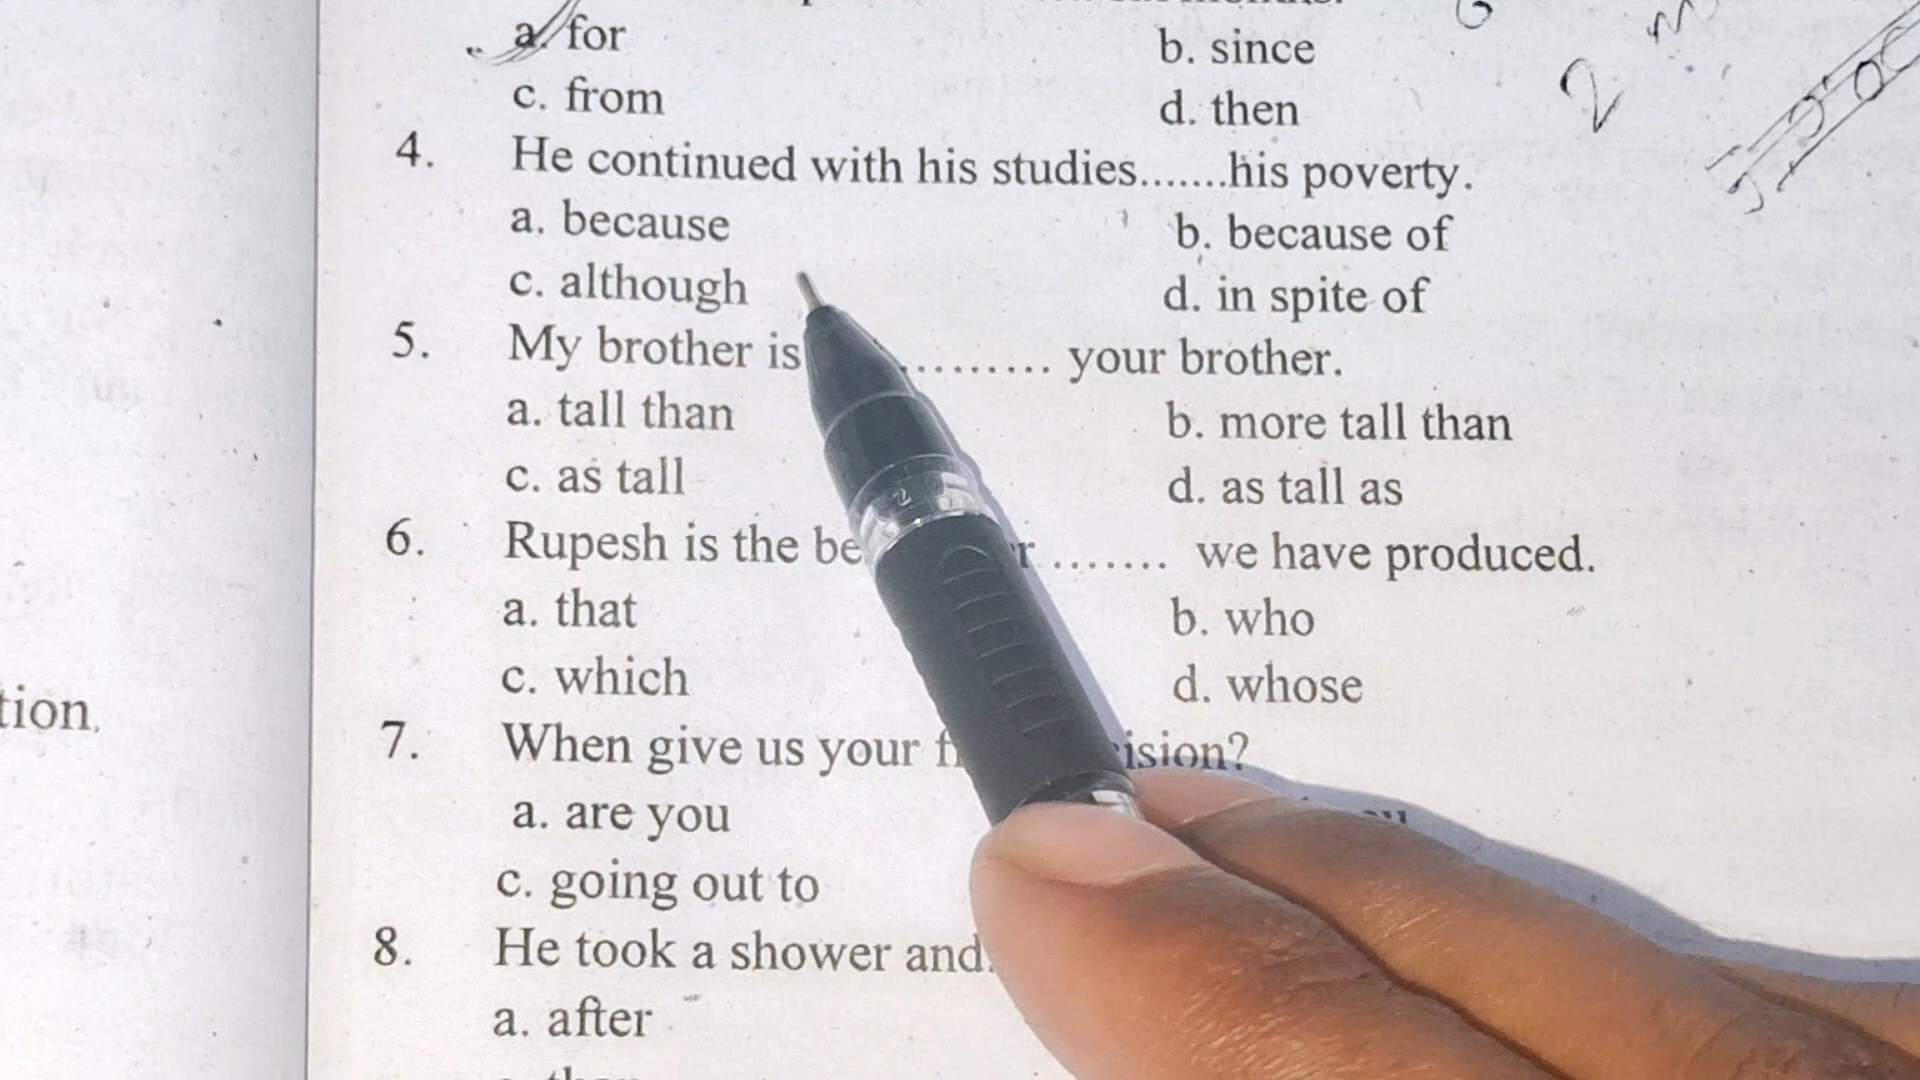 a. for b. since
c. from d. then
4. He continued with his studies.......his poverty.
a. because b. because of
c. although d. in spite of
5. My brother is ......... your brother.
a. tall than b. more tall than
c. as tall d. as tall as
6. Rupesh is the ....... we have produced.
a. that b. who
c. which d. whose
tion.
7. When give us your
a. are you
c. going out to
8. He took a shower and.
a. after